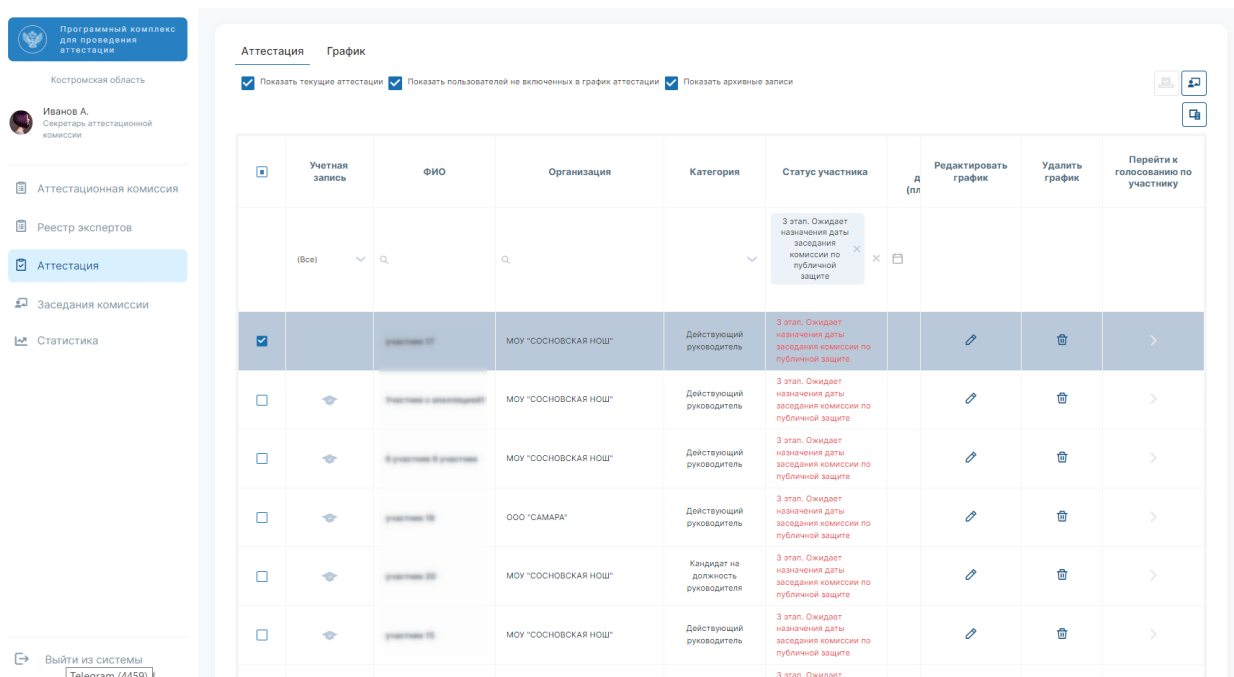 Программный комплекс
для проведения
аттестации
Костромская область
Иванов А.
Секретарь аттестационной
комиссии
Аттестационная комиссия
Реестр экспертов
Аттестация
Заседания комиссии
Статистика
Выйти из системы
Telegram (4459)
Аттестация График
Показать текущие аттестации Показать пользователей не включенных в график аттестации Показать архивные записи
Учетная
запись
ФИО
Организация
Категория
Статус участника
д
(пл
Редактировать
график
Удалить
график
Перейти к
голосованию по
участнику
(Все)
3 этап. Ожидает
назначения даты
заседания
комиссии по
публичной
защите
МОУ "СОСНОВСКАЯ НОШ"
Действующий
руководитель
3 этап. Ожидает
назначения даты
заседания комиссии по
публичной защите
МОУ "СОСНОВСКАЯ НОШ"
Действующий
руководитель
3 этап. Ожидает
назначения даты
заседания комиссии по
публичной защите
МОУ "СОСНОВСКАЯ НОШ"
Действующий
руководитель
3 этап. Ожидает
назначения даты
заседания комиссии по
публичной защите
ООО "САМАРА"
Действующий
руководитель
3 этап. Ожидает
назначения даты
заседания комиссии по
публичной защите
МОУ "СОСНОВСКАЯ НОШ"
Кандидат на
должность
руководителя
3 этап. Ожидает
назначения даты
заседания комиссии по
публичной защите
МОУ "СОСНОВСКАЯ НОШ"
Действующий
руководитель
3 этап. Ожидает
назначения даты
заседания комиссии по
публичной защите
3 этап. Ожидает